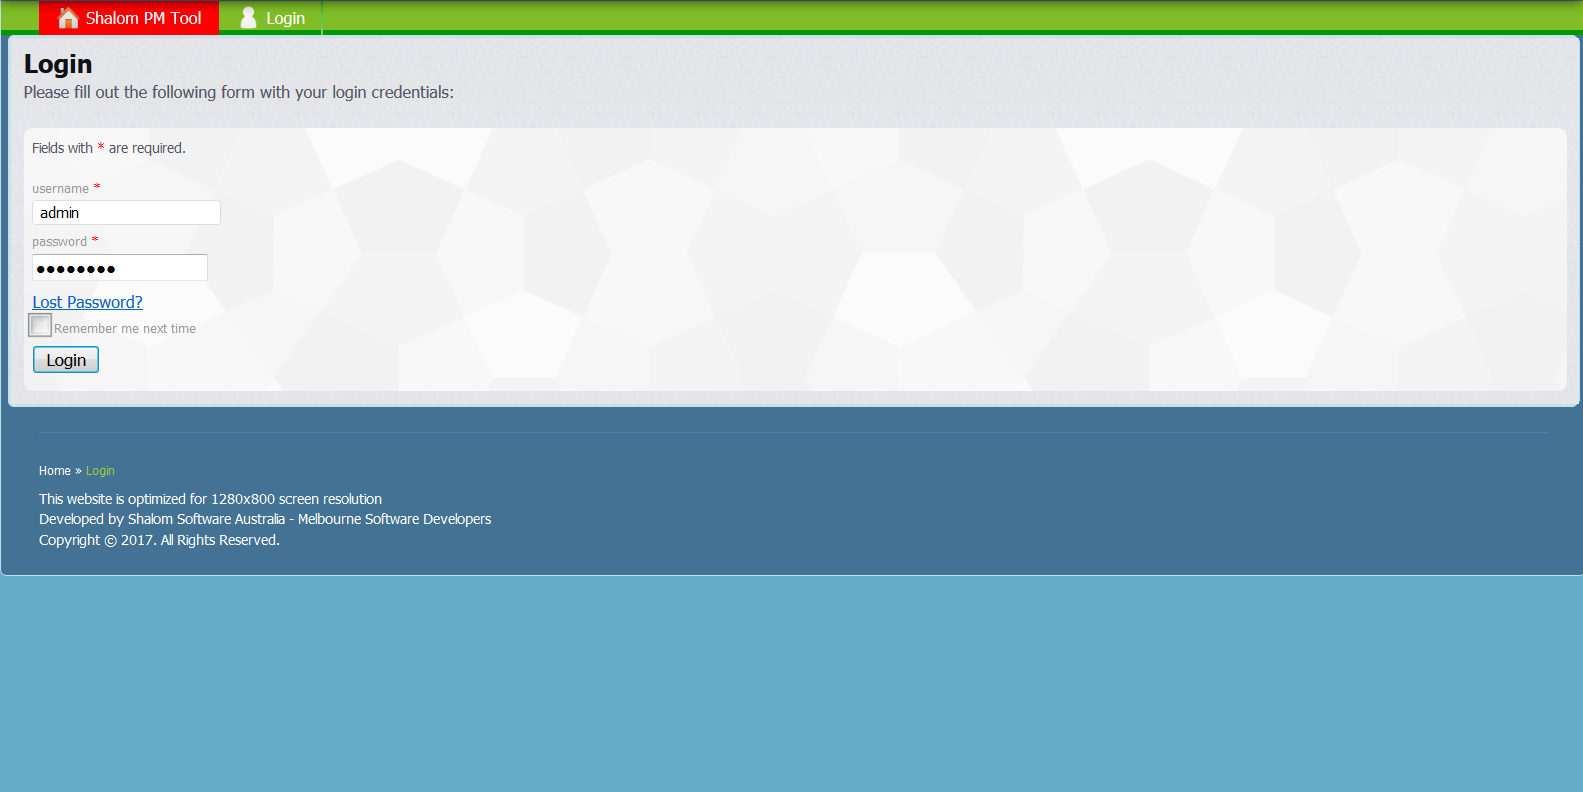 Shalom PM Tool Login
Login
Please fill out the following form with your login credentials:
Fields with * are required.
username *
admin
password *
••••••••
Lost Password?
Remember me next time
Login
Home » Login
This website is optimized for 1280x800 screen resolution
Developed by Shalom Software Australia - Melbourne Software Developers
Copyright © 2017. All Rights Reserved.